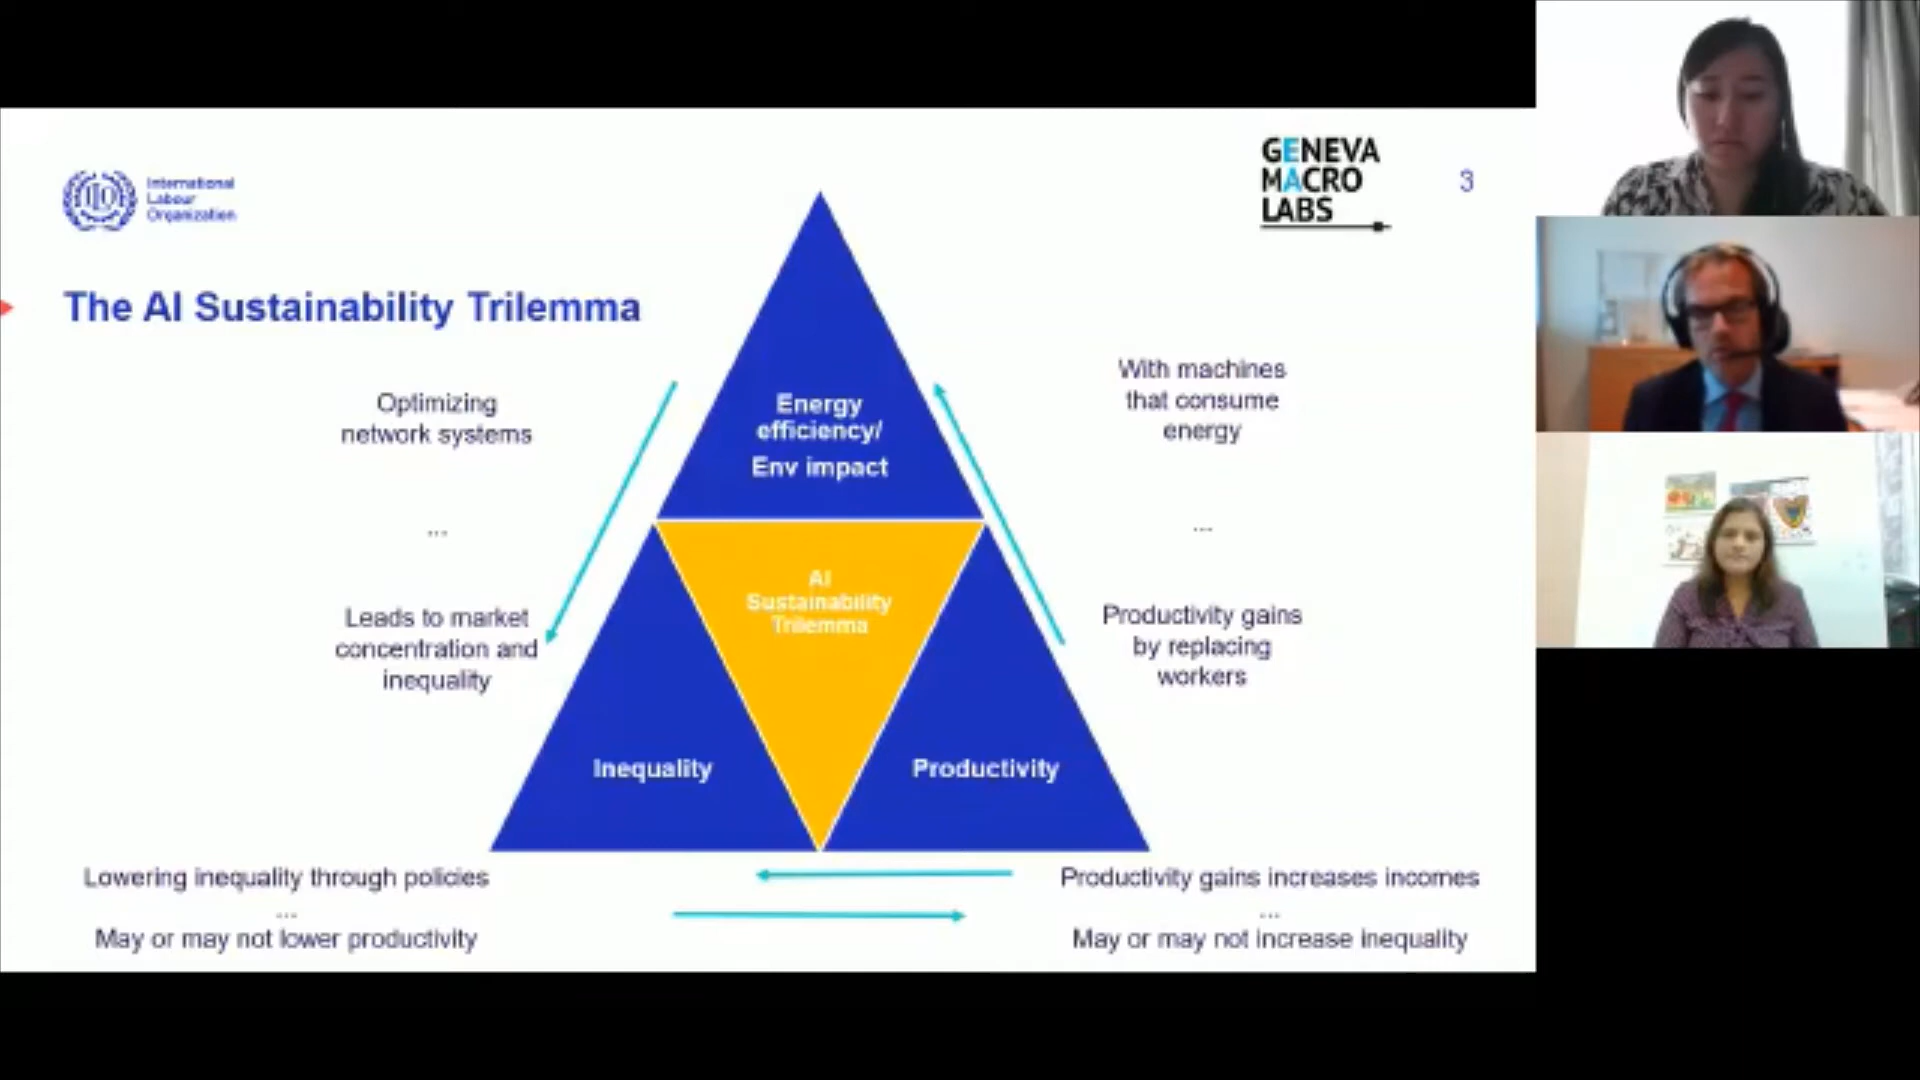 International
Labour
Organization
GENEVA
MACRO
LABS
3
The AI Sustainability Trilemma
Optimizing
network systems
...
Leads to market
concentration and
inequality
Energy
efficiency/
Env impact
With machines
that consume
energy
...
Productivity gains
by replacing
workers
AI
Sustainability
Trilemma
Inequality
Productivity
Lowering inequality through policies
...
May or may not lower productivity
Productivity gains increases incomes
...
May or may not increase inequality